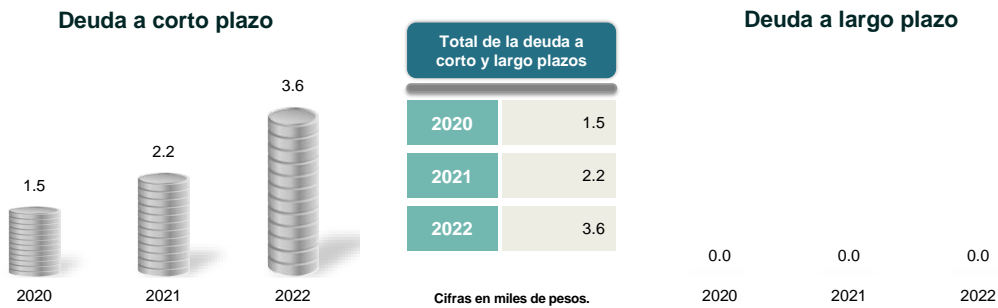 Deuda a corto plazo
3.6
2.2
1.5
2020 2021 2022
Total de la deuda a
corto y largo plazos
2020 1.5
2021 2.2
2022 3.6
Cifras en miles de pesos.
Deuda a largo plazo
0.0 0.0 0.0
2020 2021 2022